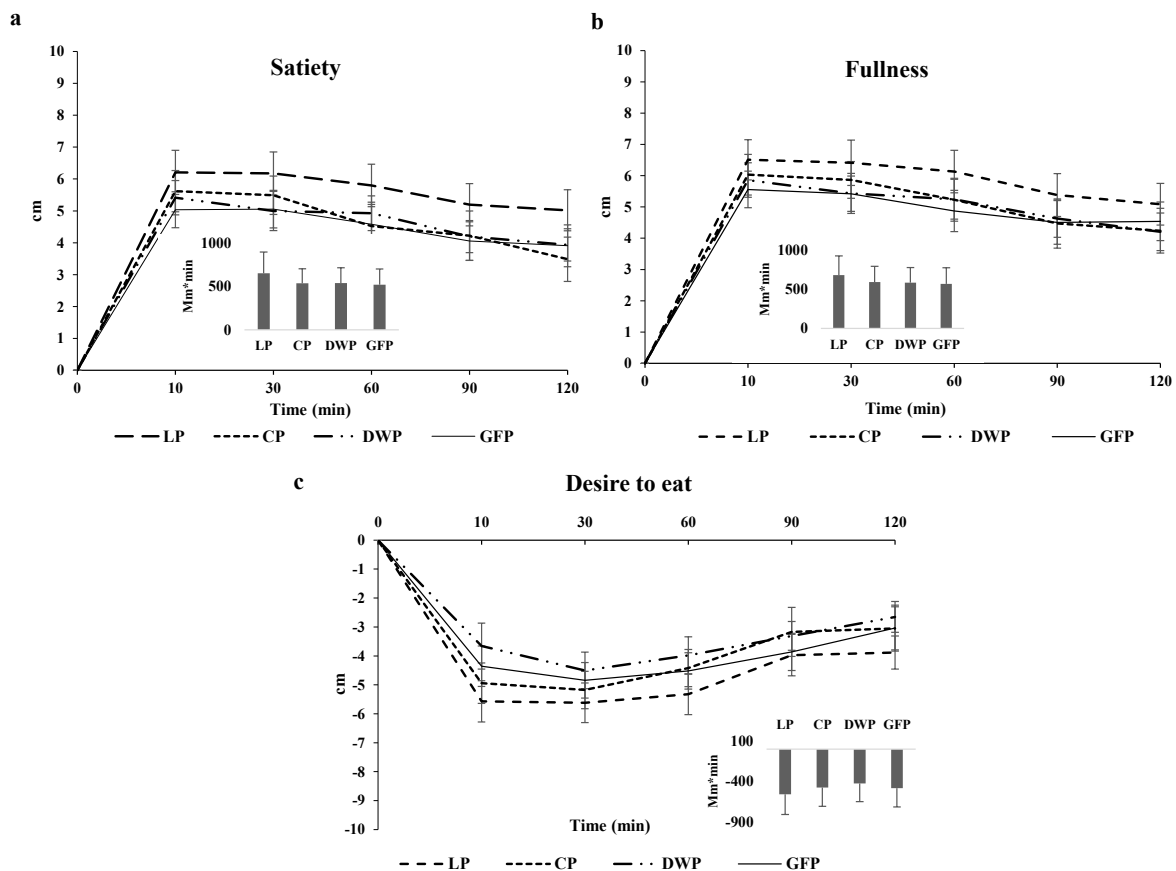 a
Satiety
cm
10
9
8
7
6
5
4
3
2
1
0
0 10 30 60 90 120
Time (min)
Mm*min
1000
500
0
LP CP DWP GFP
LP CP DWP GFP
b
Fullness
cm
10
9
8
7
6
5
4
3
2
1
0
0 10 30 60 90 120
Time (min)
Mm*min
1000
500
0
LP CP DWP GFP
LP CP DWP GFP
c
Desire to eat
0 10 30 60 90 120
cm
0
-1
-2
-3
-4
-5
-6
-7
-8
-9
-10
Time (min)
LP CP DWP GFP
Mm*min
100
-400
-900
LP CP DWP GFP